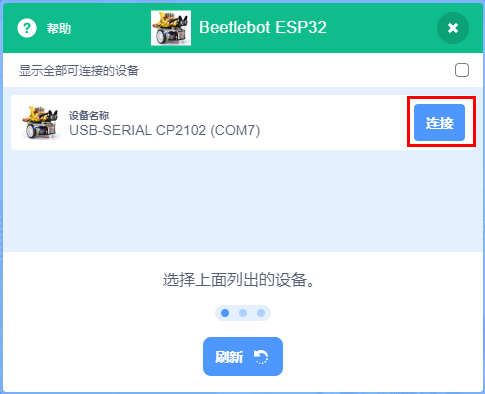 帮助
Beetlebot ESP32
显示全部可连接的设备
设备名称
USB-SERIAL CP2102 (COM7)
连接
选择上面列出的设备。
刷新